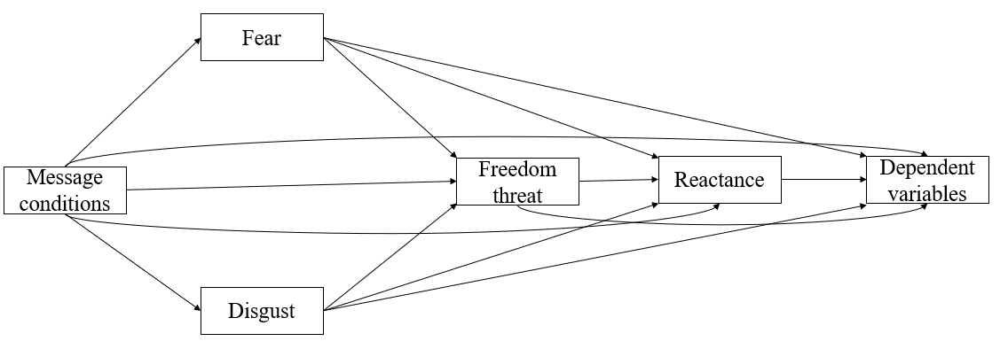 Fear
Message
conditions
Freedom
threat
Reactance
Dependent
variables
Disgust